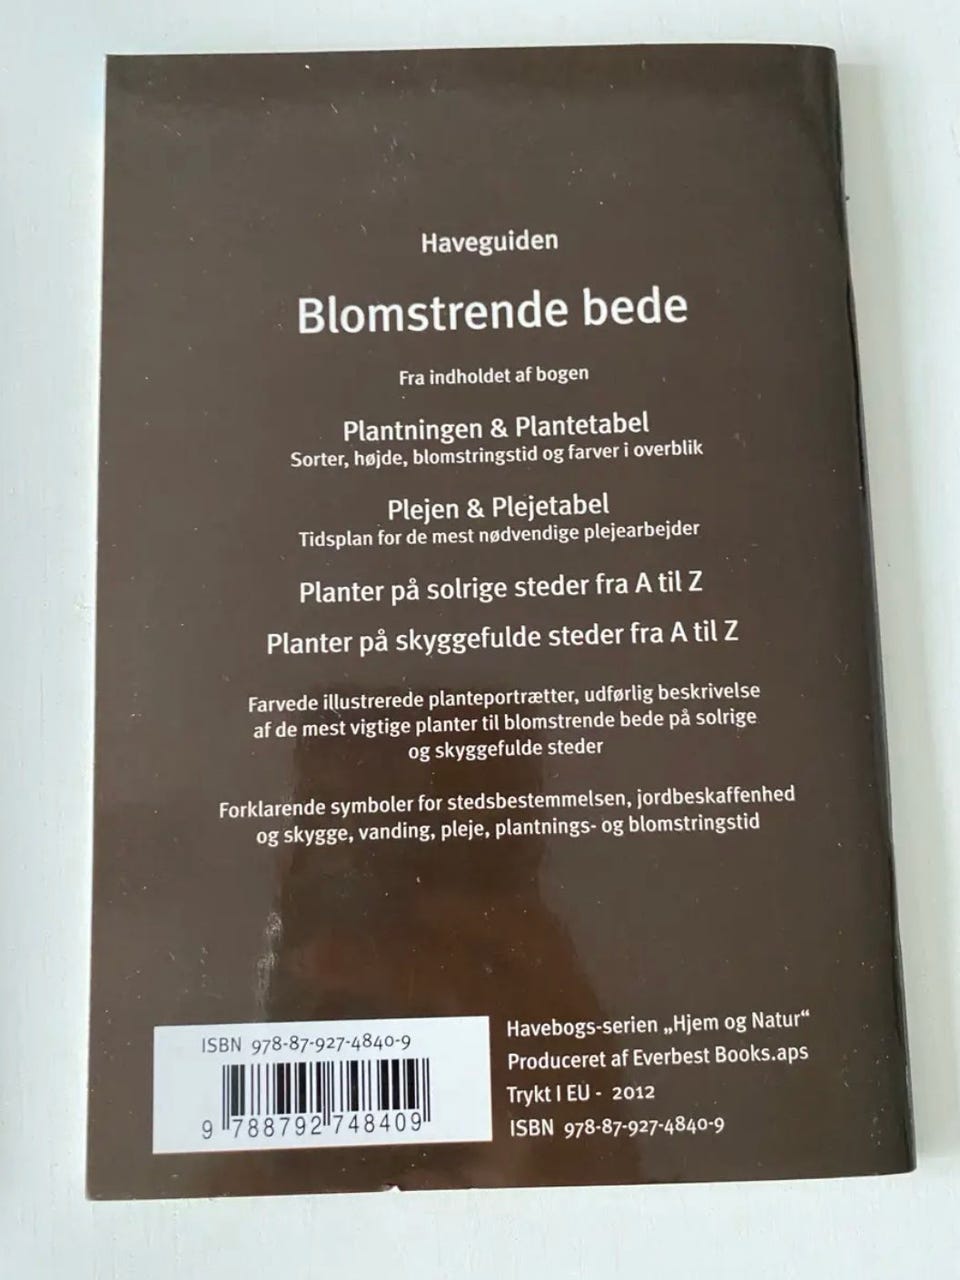 Haveguiden
Blomstrende bede
Fra indholdet af bogen
Plantningen & Plantetabel
Sorter, højde, blomstringstid og farver i overblik
Plejen & Plejetabel
Tidsplan for de mest nødvendige plejearbejder
Planter på solrige steder fra A til Z
Planter på skyggefulde steder fra A til Z
Farvede illustrerede planteportrætter, udførlig beskrivelse
af de mest vigtige planter til blomstrende bede på solrige
og skyggefulde steder
Forklarende symboler for stedsbestemmelsen, jordbeskaffenhed
og skygge, vanding, pleje, plantnings- og blomstringstid
ISBN 978-87-927-4840-9
9 788792 748409
Havebogs-serien „Hjem og Natur“
Produceret af Everbest Books.aps
Trykt I EU - 2012
ISBN 978-87-927-4840-9